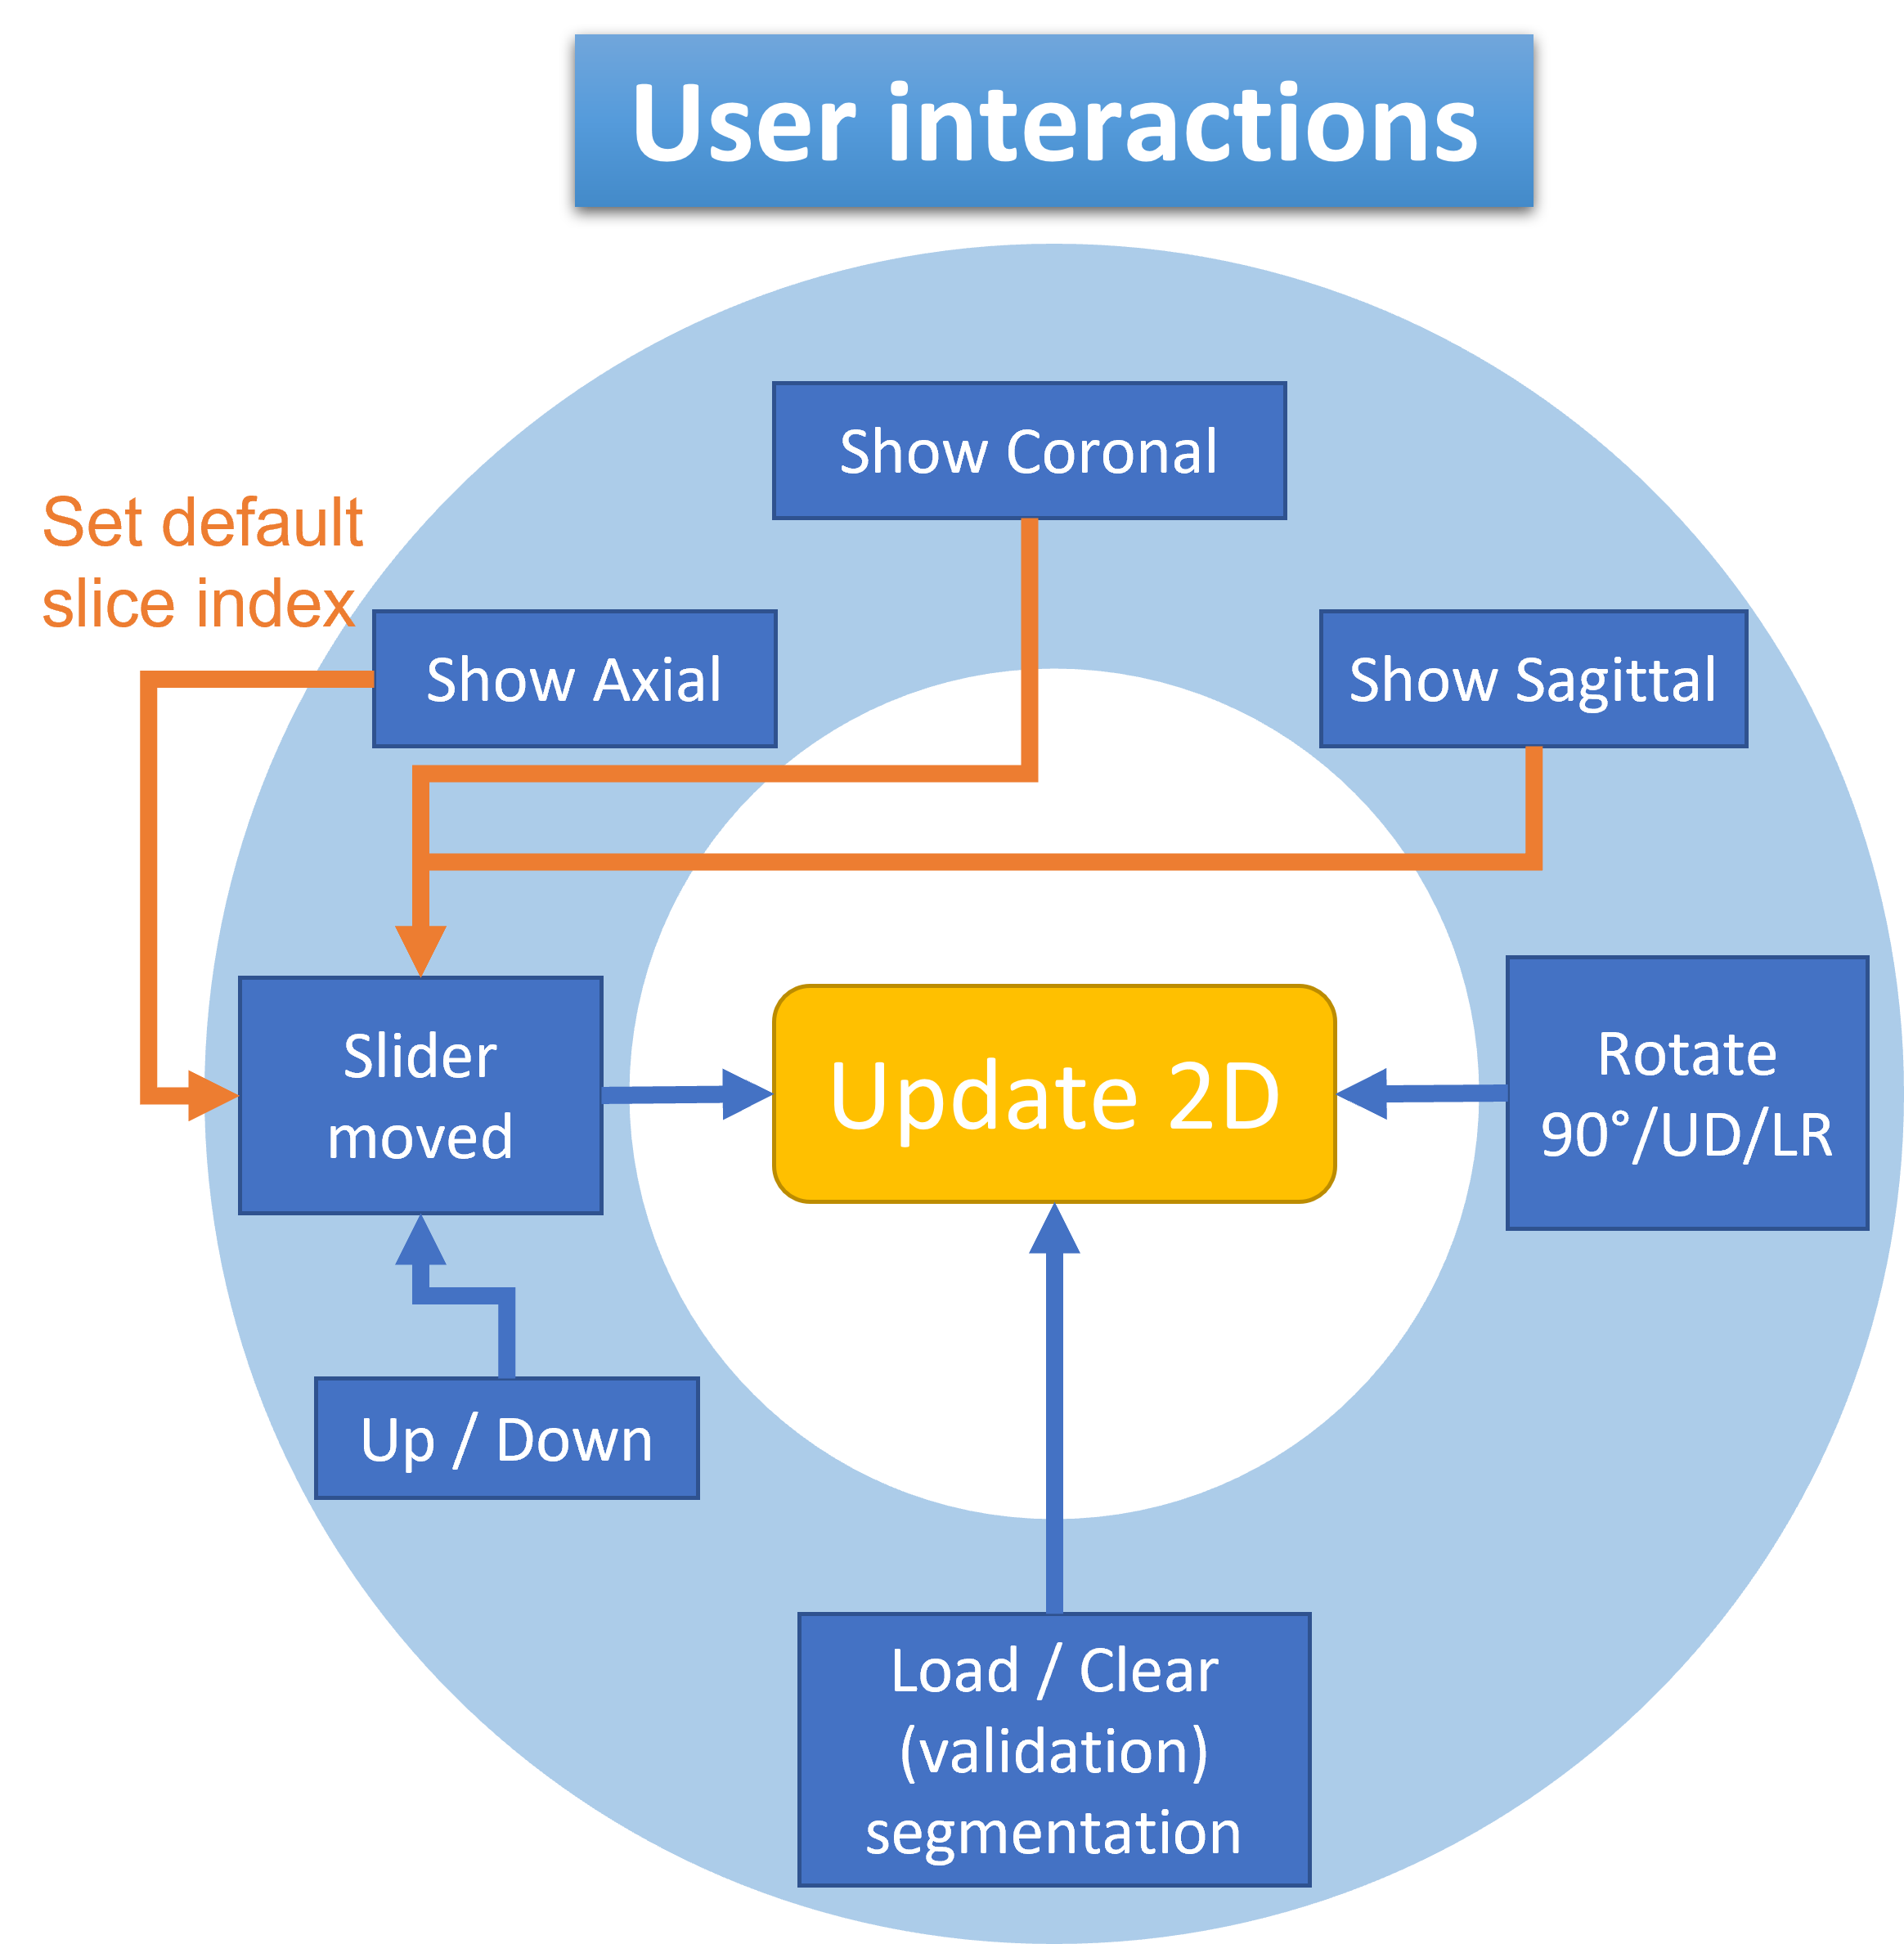 User interactions
Show Coronal
Set default
slice index
Show Axial
Show Sagittal
Slider
moved
Update 2D
Rotate
90°/UD/LR
Up / Down
Load / Clear
(validation)
segmentation